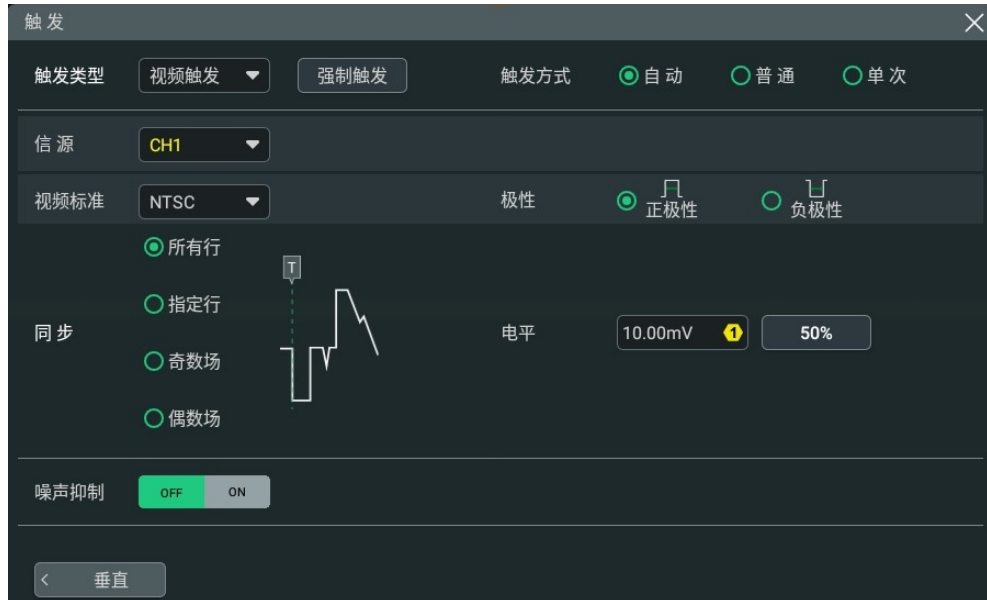 触发
触发类型 视频触发 强制触发 触发方式 自动 普通 单次
信源 CH1
视频标准 NTSC 极性 正极性 负极性
所有行
T
指定行
同步 电平 10.00mV 1 50%
奇数场
偶数场
噪声抑制 OFF ON
< 垂直